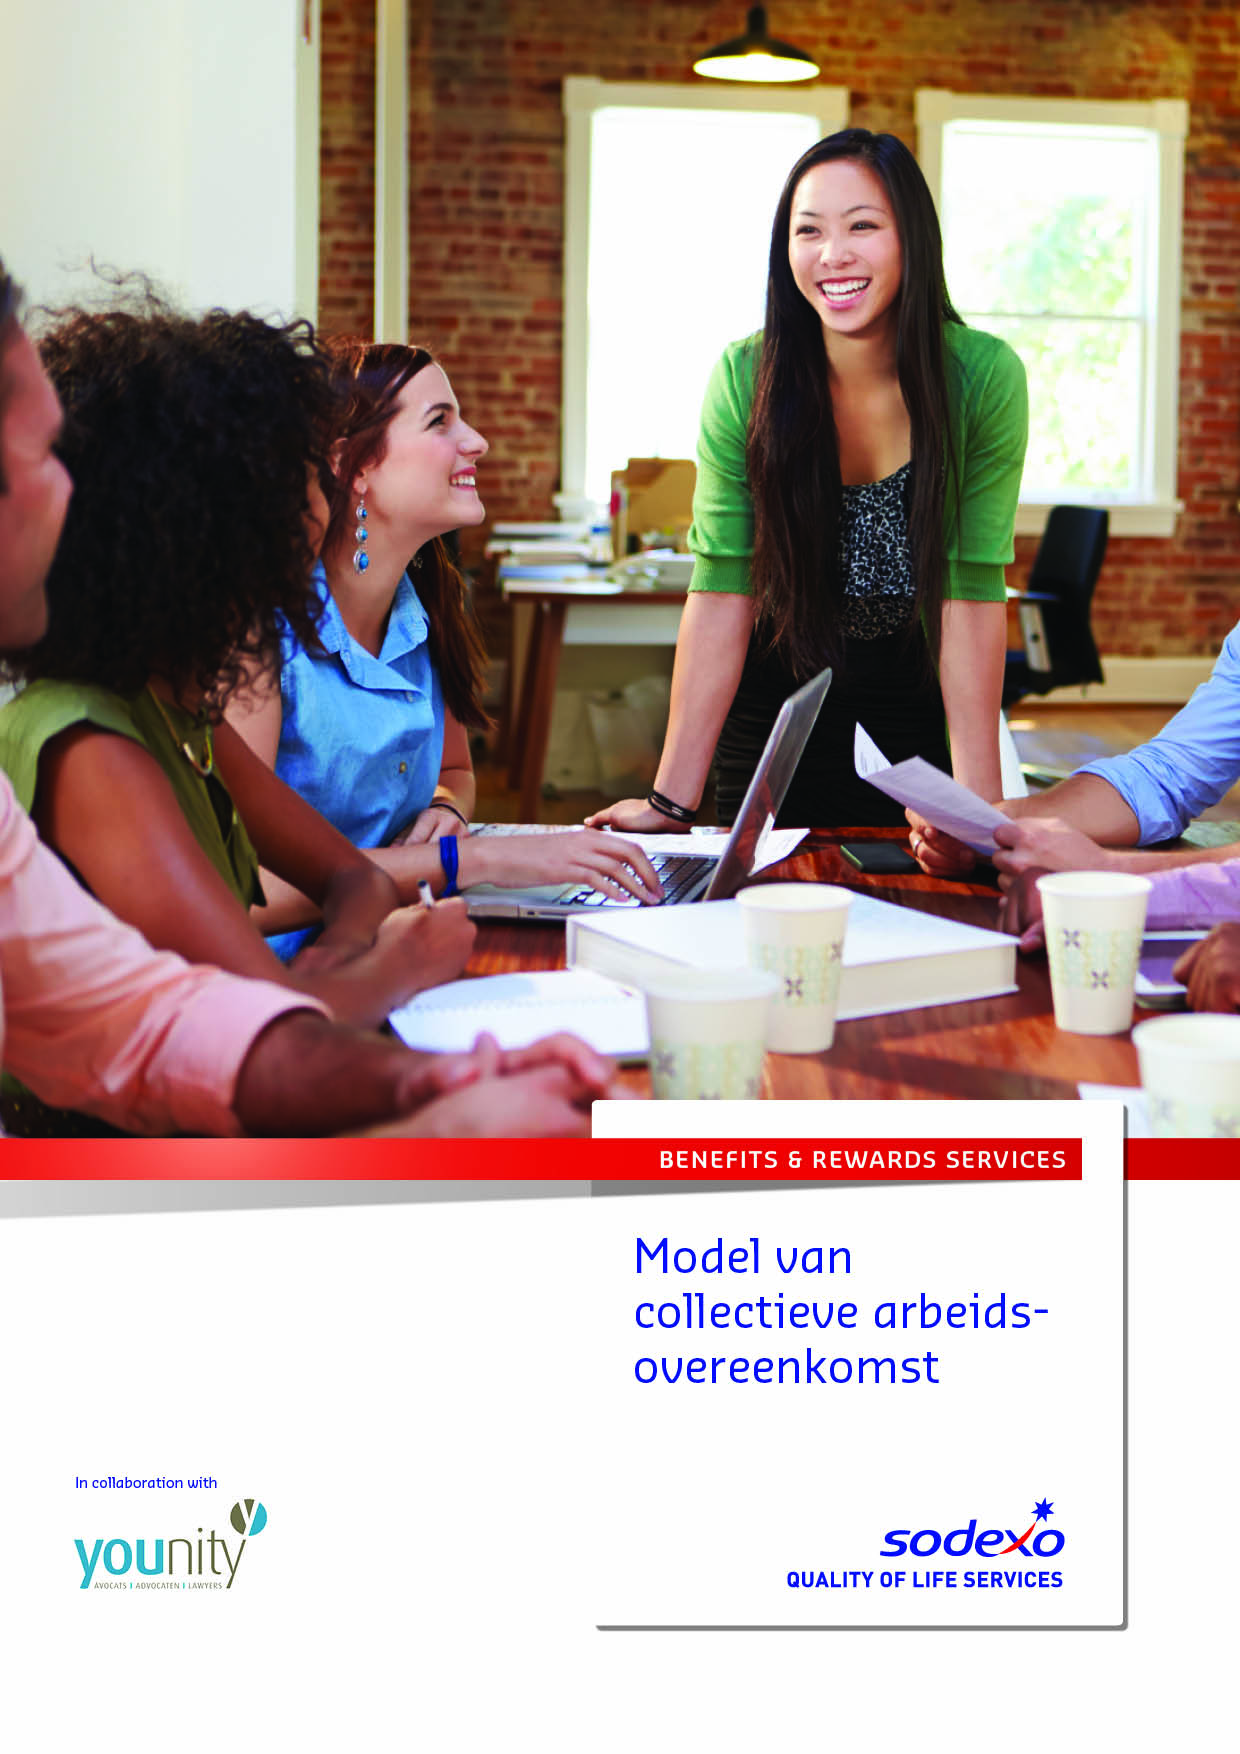 BENEFITS & REWARDS SERVICES
Model van
collectieve arbeids-
overeenkomst
In collaboration with
younity
AVOCATS | ADVOCATEN | LAWYERS
sodexo
QUALITY OF LIFE SERVICES